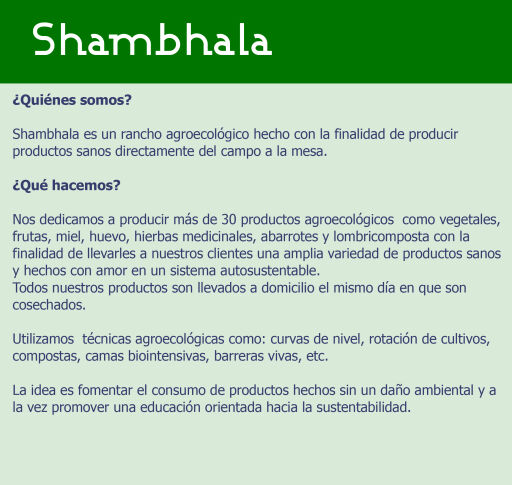 Shambhala
¿Quiénes somos?
Shambhala es un rancho agroecológico hecho con la finalidad de producir
productos sanos directamente del campo a la mesa.
¿Qué hacemos?
Nos dedicamos a producir más de 30 productos agroecológicos  como vegetales,
frutas, miel, huevo, hierbas medicinales, abarrotes y lombricomposta con la
finalidad de llevarles a nuestros clientes una amplia variedad de productos sanos
y hechos con amor en un sistema autosustentable.
Todos nuestros productos son llevados a domicilio el mismo día en que son
cosechados.
Utilizamos  técnicas agroecológicas como: curvas de nivel, rotación de cultivos,
compostas, camas biointensivas, barreras vivas, etc.
La idea es fomentar el consumo de productos hechos sin un daño ambiental y a
la vez promover una educación orientada hacia la sustentabilidad.